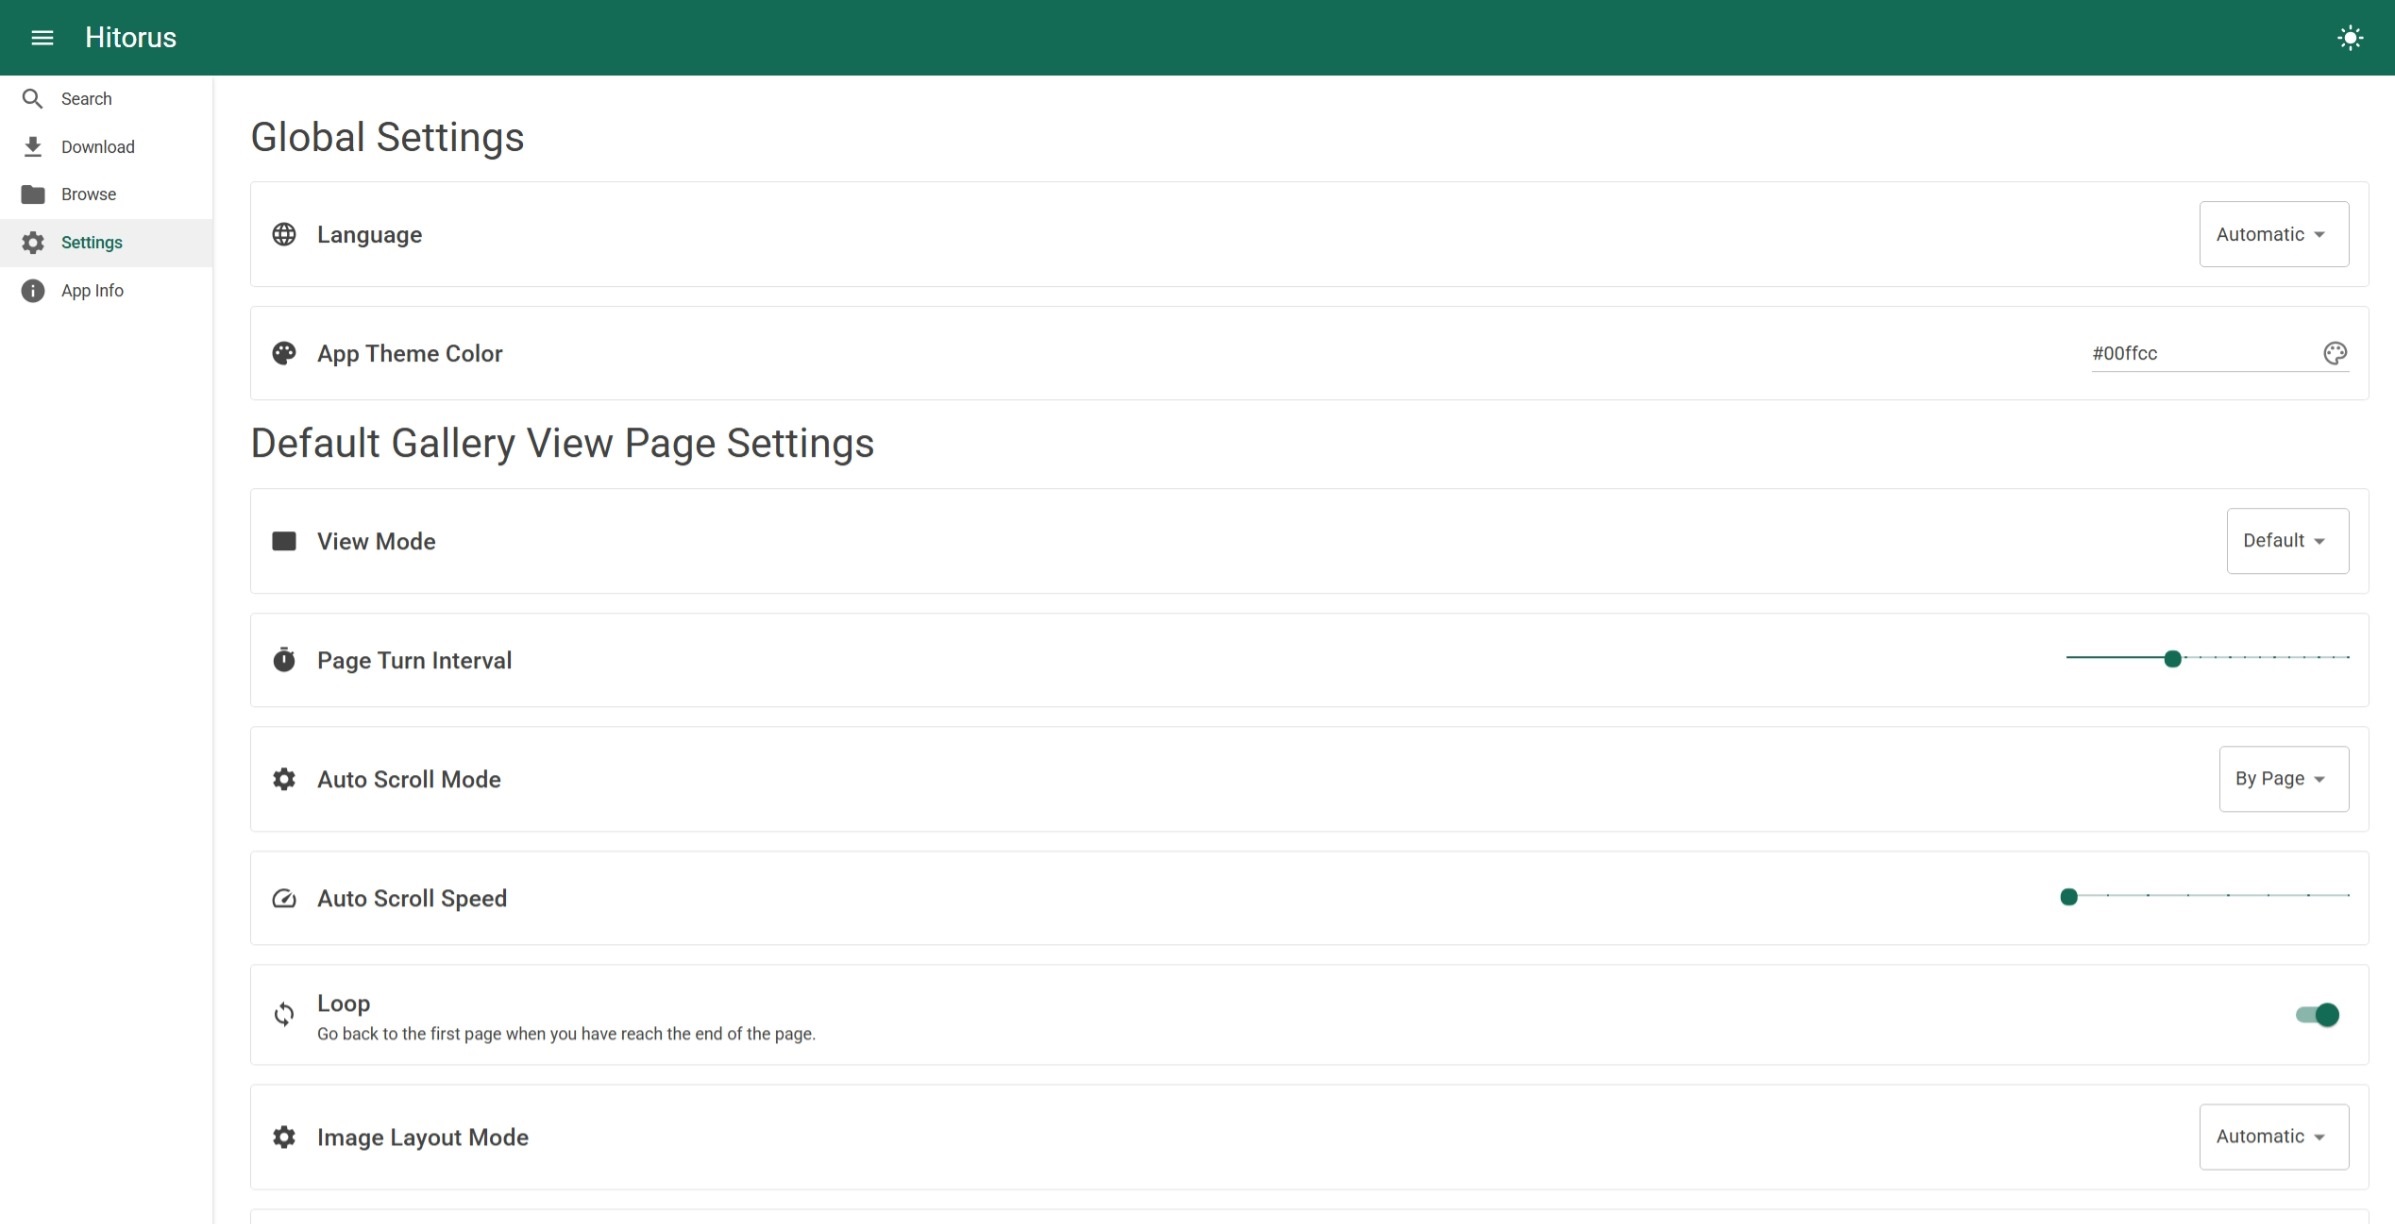 Hitorus
Search
Download
Browse
Settings
App Info
Global Settings
Language
Automatic
App Theme Color
#00ffcc
Default Gallery View Page Settings
View Mode
Default
Page Turn Interval
Auto Scroll Mode
By Page
Auto Scroll Speed
Loop
Go back to the first page when you have reach the end of the page.
Image Layout Mode
Automatic